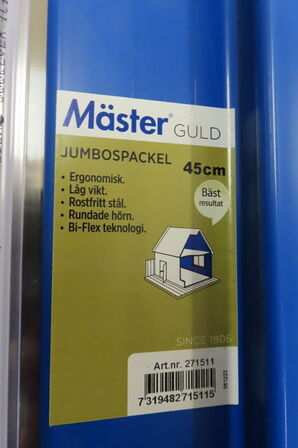 Mäster® GULD
JUMBOSPACKEL 45cm
• Ergonomisk.
• Låg vikt.
• Rostfritt stål.
• Rundade hörn.
• Bi-Flex teknologi.
Bäst
resultat
SINCE 1906
Art.nr. 271511
7319482715115
051223